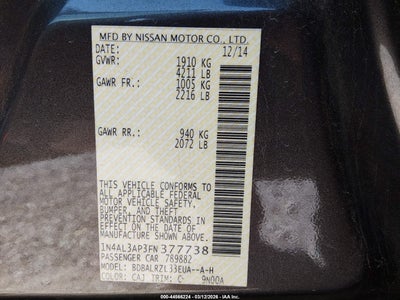 MFD BY NISSAN MOTOR CO., LTD.
DATE: 12/14
GVWR: 1910 KG
4211 LB
GAWR FR.: 1005 KG
2216 LB
GAWR RR.: 940 KG
2072 LB
THIS VEHICLE CONFORMS TO
ALL APPLICABLE FEDERAL
MOTOR VEHICLE SAFETY,
BUMPER, AND THEFT
PREVENTION STANDARDS
IN EFFECT ON THE DATE OF
MANUFACTURE SHOWN ABOVE.
1N4AL3AP3FN377738
PASSENGER CAR 789882
MODEL: BDBALRZL33EUA--A-H
COLOR: CAJ TRIM: G
000-44566224 - 03/12/2026 - IAA